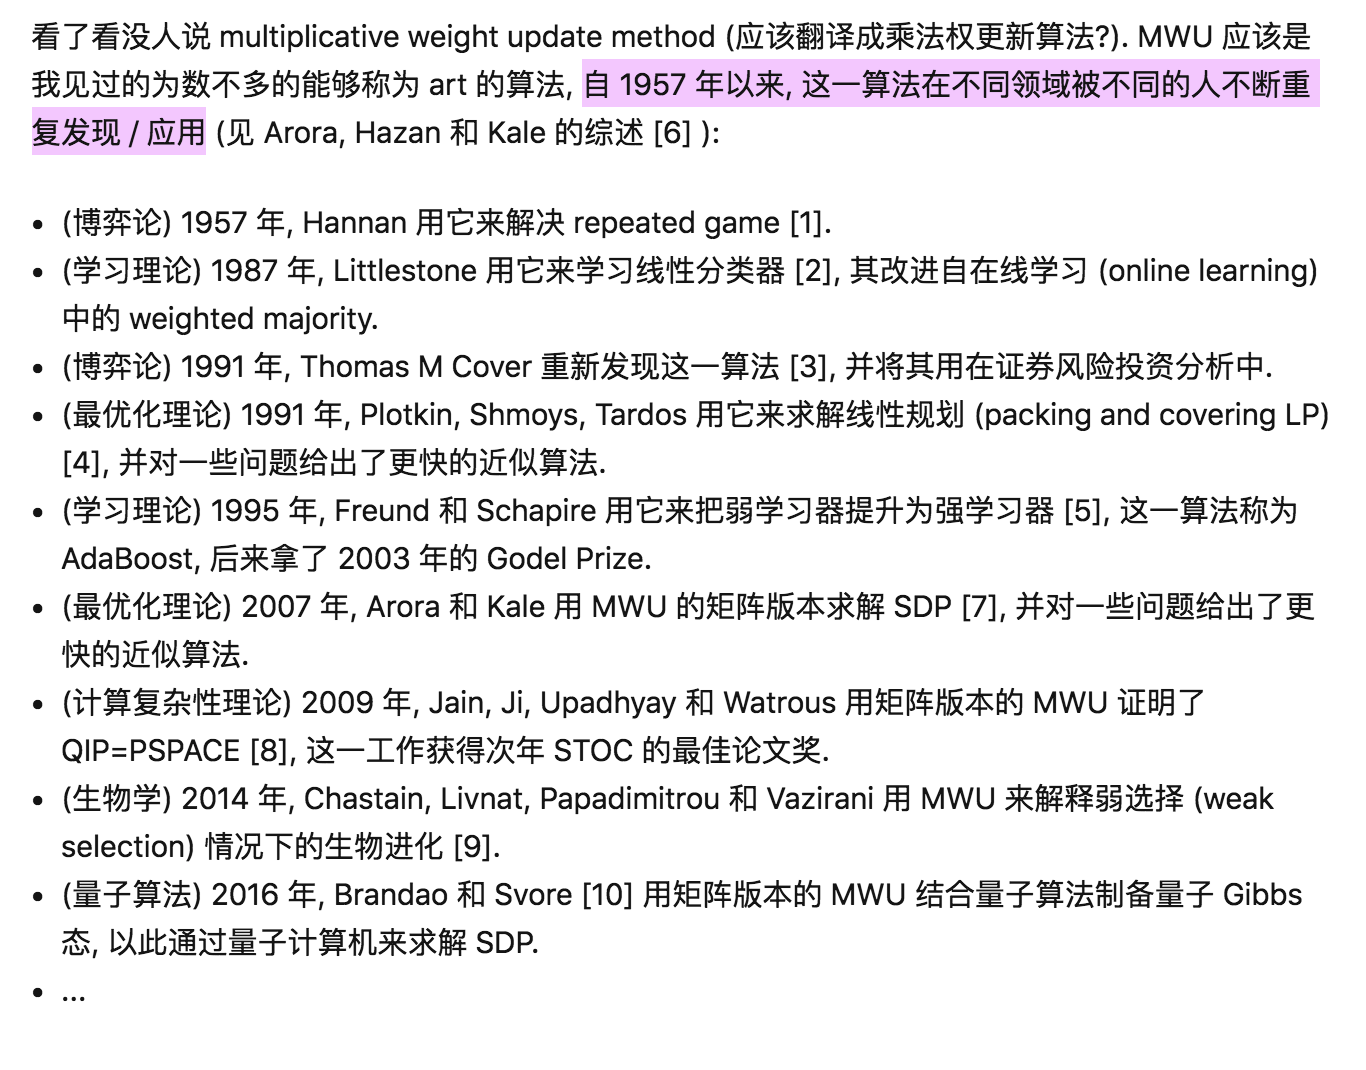 看了看没人说 multiplicative weight update method (应该翻译成乘法权更新算法?). MWU 应该是
我见过的为数不多的能够称为 art 的算法, 自 1957 年以来, 这一算法在不同领域被不同的人不断重
复发现 / 应用 (见 Arora, Hazan 和 Kale 的综述 [6] ):
• (博弈论) 1957 年, Hannan 用它来解决 repeated game [1].
• (学习理论) 1987 年, Littlestone 用它来学习线性分类器 [2], 其改进自在线学习 (online learning)
中的 weighted majority.
• (博弈论) 1991 年, Thomas M Cover 重新发现这一算法 [3], 并将其用在证券风险投资分析中.
• (最优化理论) 1991 年, Plotkin, Shmoys, Tardos 用它来求解线性规划 (packing and covering LP)
[4], 并对一些问题给出了更快的近似算法.
• (学习理论) 1995 年, Freund 和 Schapire 用它来把弱学习器提升为强学习器 [5], 这一算法称为
AdaBoost, 后来拿了 2003 年的 Godel Prize.
• (最优化理论) 2007 年, Arora 和 Kale 用 MWU 的矩阵版本求解 SDP [7], 并对一些问题给出了更
快的近似算法.
• (计算复杂性理论) 2009 年, Jain, Ji, Upadhyay 和 Watrous 用矩阵版本的 MWU 证明了
QIP=PSPACE [8], 这一工作获得次年 STOC 的最佳论文奖.
• (生物学) 2014 年, Chastain, Livnat, Papadimitrou 和 Vazirani 用 MWU 来解释弱选择 (weak
selection) 情况下的生物进化 [9].
• (量子算法) 2016 年, Brandao 和 Svore [10] 用矩阵版本的 MWU 结合量子算法制备量子 Gibbs
态, 以此通过量子计算机来求解 SDP.
• ...